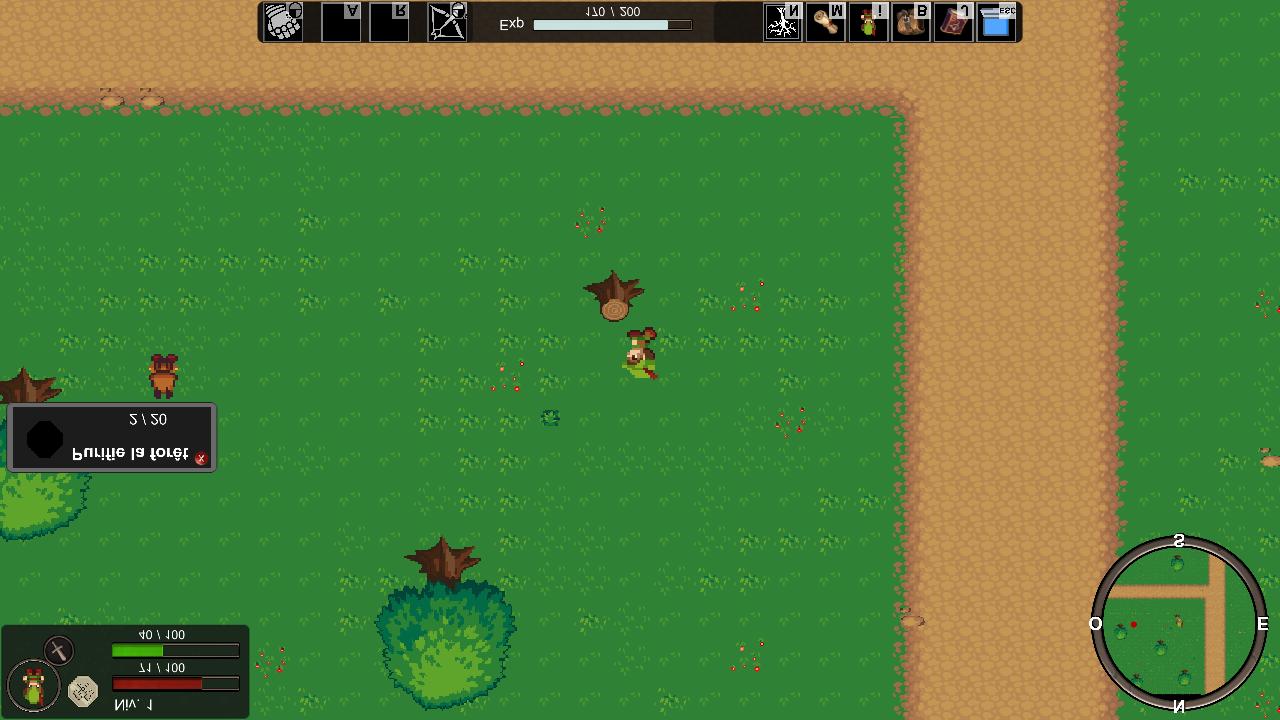 Niv. 1
71 / 100
40 / 100
N
O E
S
Purifie la forêt x
2 / 20
A R
Exp 170 / 200
N M i B J ESC